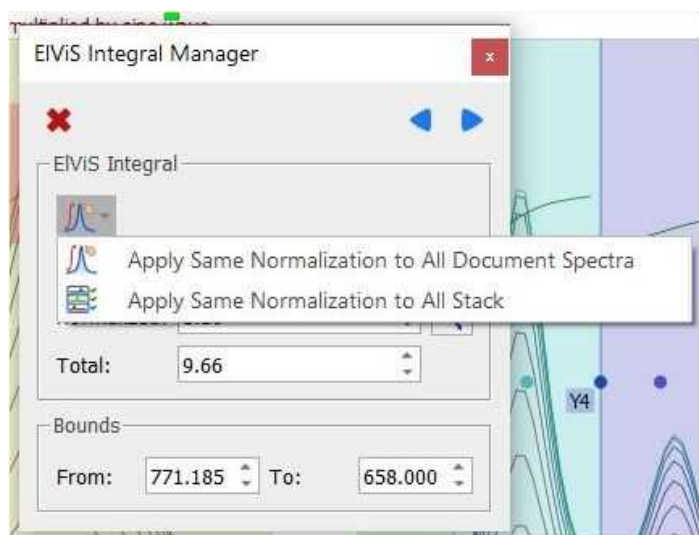 ElViS Integral Manager
ElViS Integral
Apply Same Normalization to All Document Spectra
Apply Same Normalization to All Stack
Total: 9.66
Y4
Bounds
From: 771.185 To: 658.000